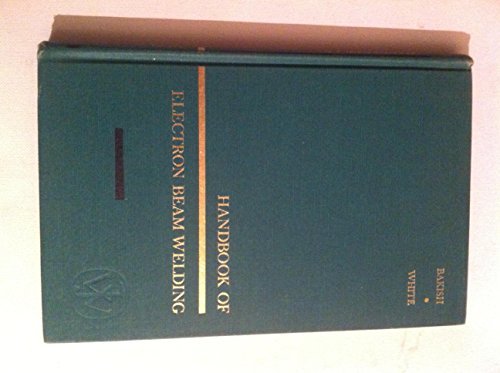 HANDBOOK OF
ELECTRON BEAM WELDING
BAKISH
•
WHITE